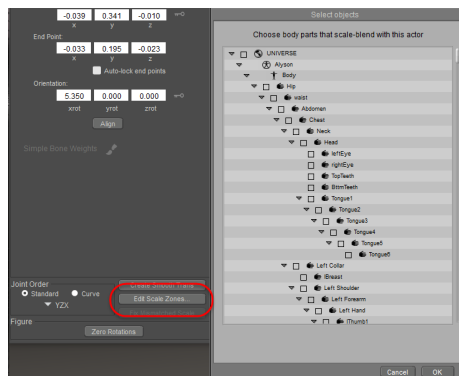 -0.039 0.341 -0.010
x y z
End Point:
-0.033 0.195 -0.023
x y z
Auto-lock end points
Orientation:
5.350 0.000 0.000
xrot yrot zrot
Align
Simple Bone Weights
Joint Order
Standard Curve
YZX
Edit Scale Zones...
Figure
Zero Rotations
Select objects
Choose body parts that scale-blend with this actor
UNIVERSE
Alyson
Body
Hip
waist
Abdomen
Chest
Neck
Head
leftEye
rightEye
TopTeeth
BttmTeeth
Tongue1
Tongue2
Tongue3
Tongue4
Tongue5
Tongue6
Left Collar
lBreast
Left Shoulder
Left Forearm
Left Hand
lThumb1
Cancel OK